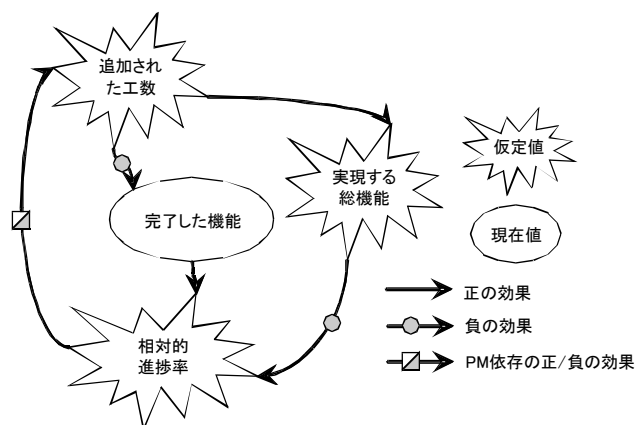 追加され
た工数
実現する
総機能
仮定値
完了した機能
現在値
相対的
進捗率
正の効果
負の効果
PM依存の正/負の効果